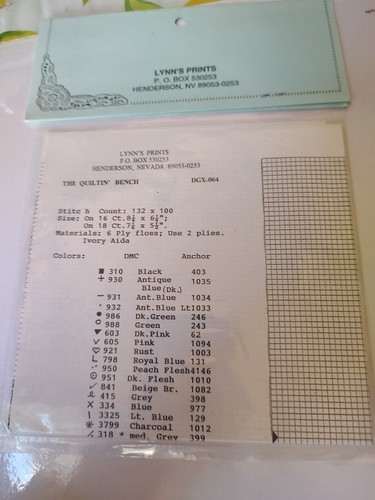 LYNN'S PRINTS
P. O. BOX 530253
HENDERSON, NV 89053-0253
LYNN'S PRINTS
P.O. BOX 530253
HENDERSON, NEVADA 89053-0253
THE QUILTIN' BENCH DGX-064
Stitc h Count: 132 x 100
Size: On 16 Ct.8¼ x 6¼";
On 18 Ct.7¼ x 5½".
Materials: 6 Ply floss; Use 2 plies.
Ivory Aida
Colors: DMC Anchor
■ 310 Black 403
+ 930 Antique 1035
Blue(Dk.)
— 931 Ant.Blue 1034
· 932 Ant.Blue Lt 1033
● 986 Dk.Green 246
○ 988 Green 243
▼ 603 Dk.Pink 62
✓ 605 Pink 1094
♡ 921 Rust 1003
L 798 Royal Blue 131
950 Peach Flesh 4146
⊙ 951 Dk. Flesh 1010
✓ 841 Beige Br. 1082
415 Grey 398
X 334 Blue 977
l 3325 Lt. Blue 129
* 3799 Charcoal 1012
318 * med. Grey 399